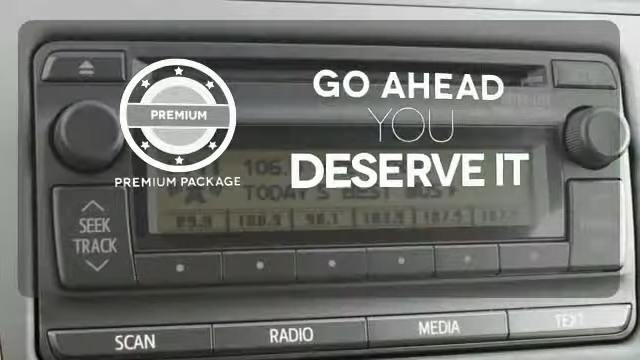 PREMIUM
PREMIUM PACKAGE
GO AHEAD
YOU
DESERVE IT
106.
TODAY'S BEST
SEEK
TRACK
SCAN
RADIO
MEDIA
TEXT